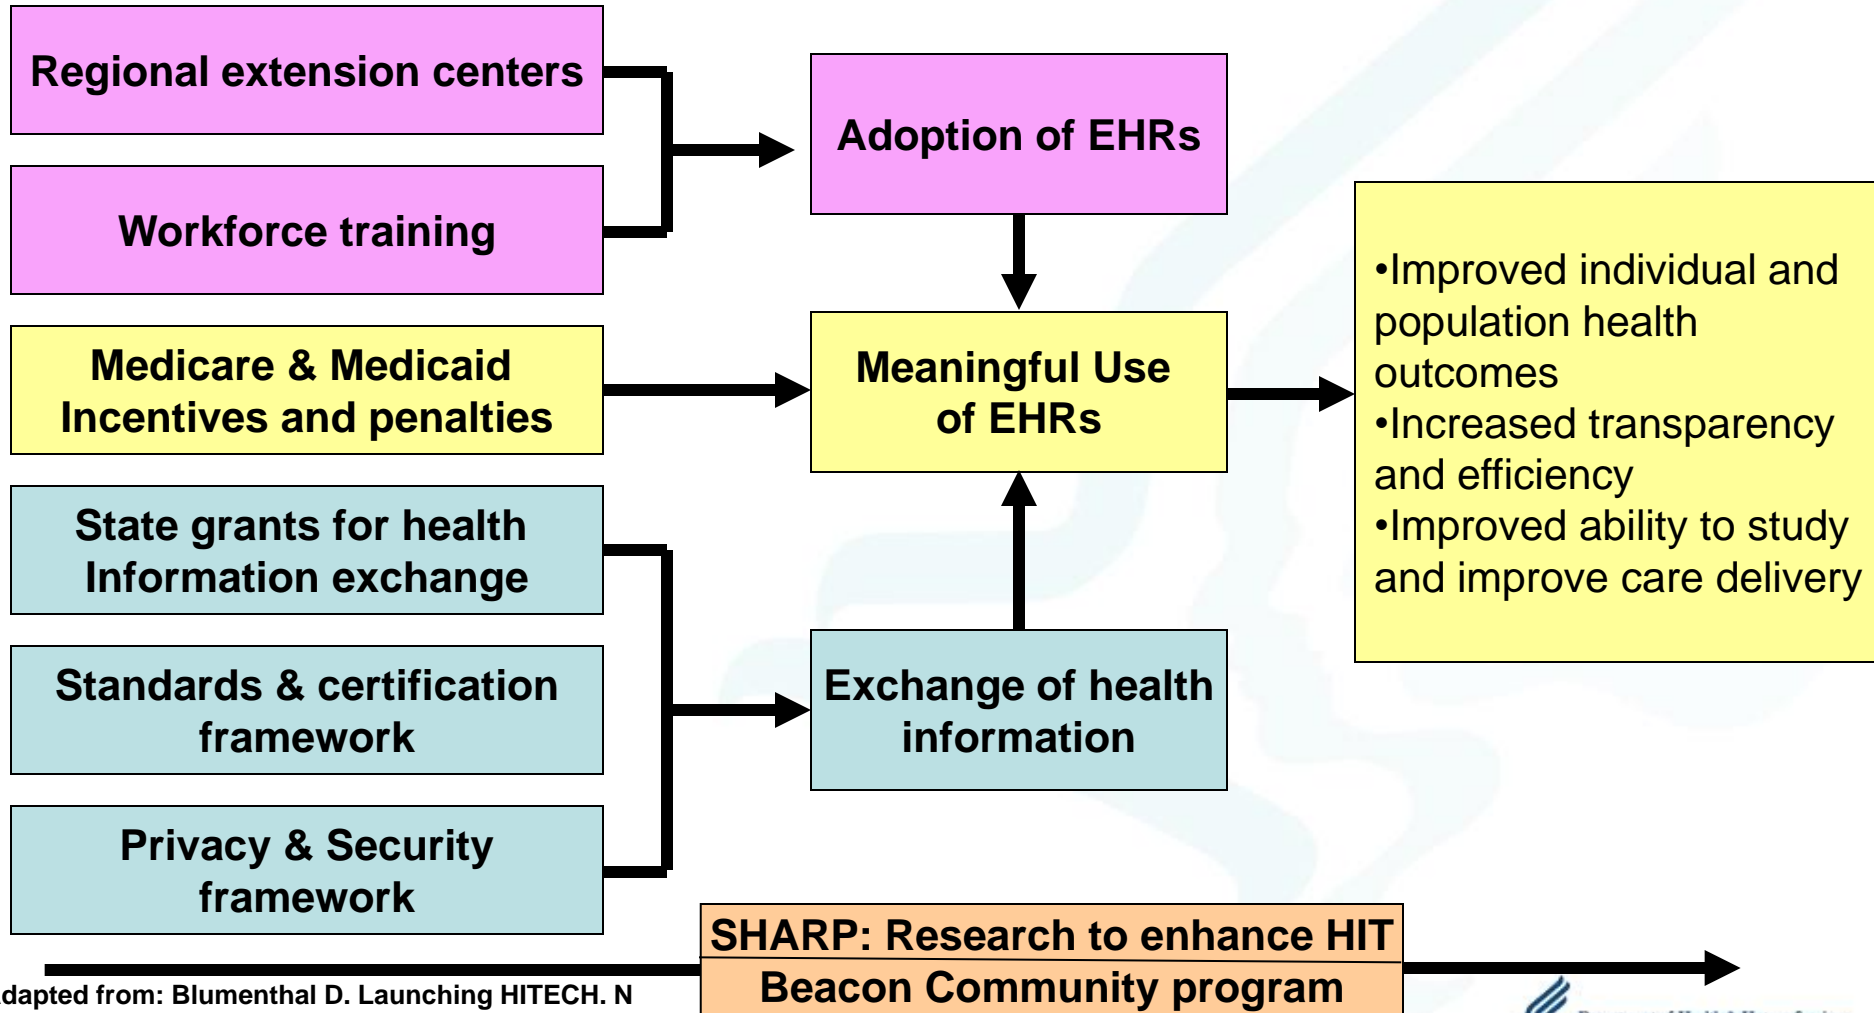 Regional extension centers
Workforce training
Medicare & Medicaid
Incentives and penalties
State grants for health
Information exchange
Standards & certification
framework
Privacy & Security
framework
Adoption of EHRs
Meaningful Use
of EHRs
Exchange of health
information
•Improved individual and
population health
outcomes
•Increased transparency
and efficiency
•Improved ability to study
and improve care delivery
SHARP: Research to enhance HIT
Beacon Community program
dapted from: Blumenthal D. Launching HITECH. N